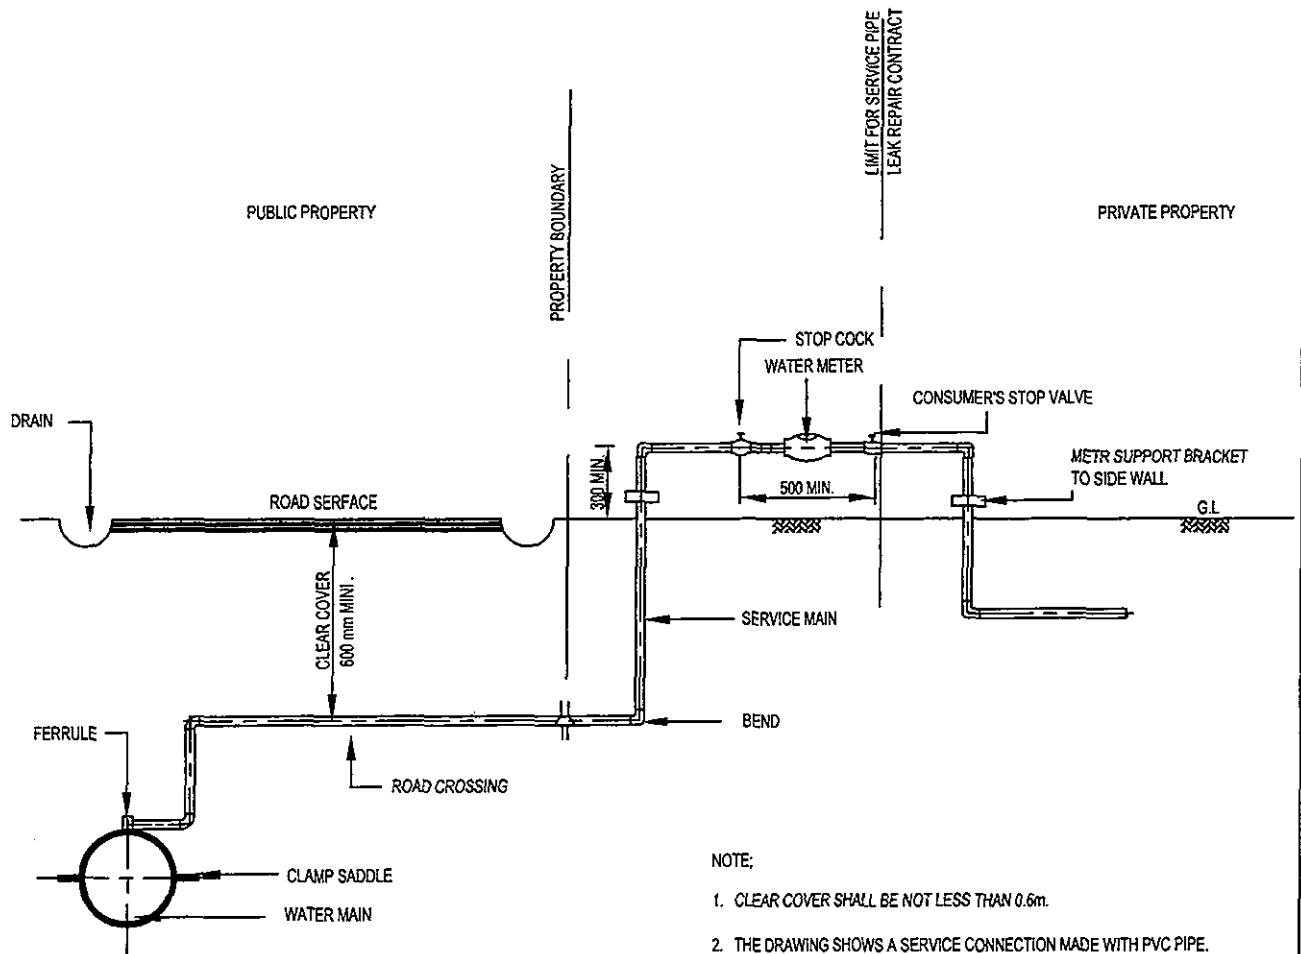 LIMIT FOR SERVICE PIPE
LEAK REPAIR CONTRACT
PROPERTY BOUNDARY
PUBLIC PROPERTY
PRIVATE PROPERTY
STOP COCK
WATER METER
CONSUMER'S STOP VALVE
DRAIN
METR SUPPORT BRACKET
TO SIDE WALL
300 MIN.
500 MIN.
ROAD SERFACE
G.L
CLEAR COVER
600 mm MINI.
SERVICE MAIN
FERRULE
BEND
ROAD CROSSING
CLAMP SADDLE
WATER MAIN
NOTE;
1. CLEAR COVER SHALL BE NOT LESS THAN 0.6m.
2. THE DRAWING SHOWS A SERVICE CONNECTION MADE WITH PVC PIPE.